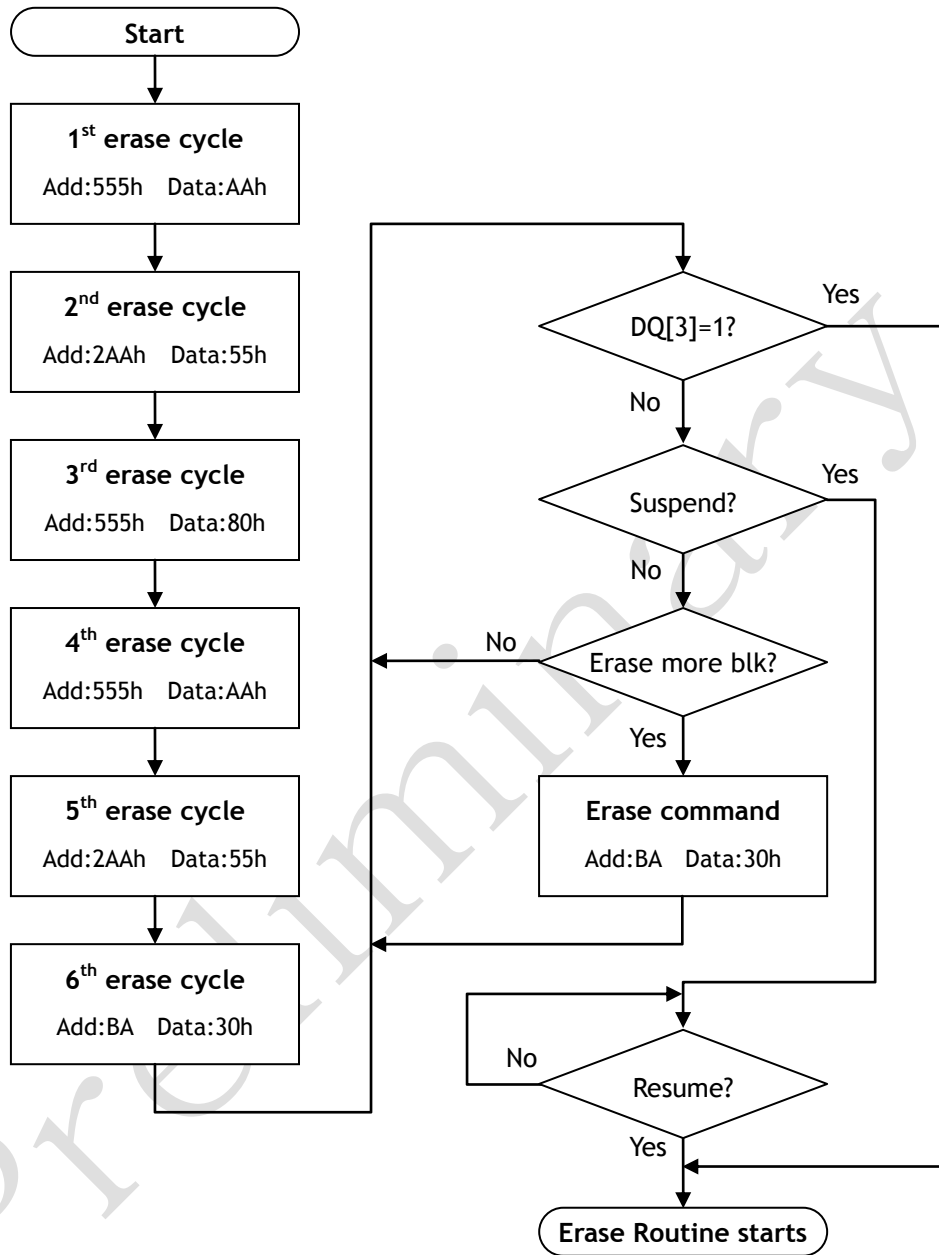 Start
1st erase cycle
Add:555h Data:AAh
2nd erase cycle
Add:2AAh Data:55h
3rd erase cycle
Add:555h Data:80h
4th erase cycle
Add:555h Data:AAh
5th erase cycle
Add:2AAh Data:55h
6th erase cycle
Add:BA Data:30h
DQ[3]=1?
Yes
No
Suspend?
Yes
No
Erase more blk?
No
Yes
Erase command
Add:BA Data:30h
Resume?
No
Yes
Erase Routine starts
Preliminary